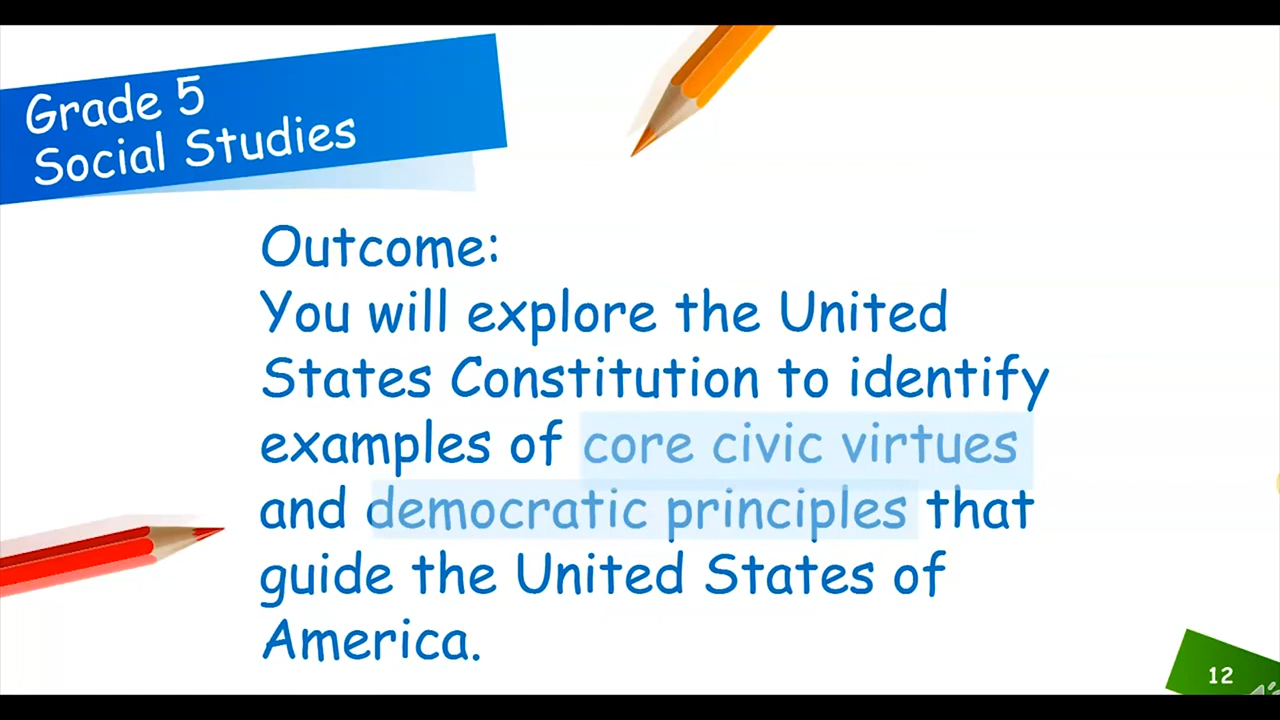 Grade 5
Social Studies
Outcome:
You will explore the United
States Constitution to identify
examples of core civic virtues
and democratic principles that
guide the United States of
America.
12